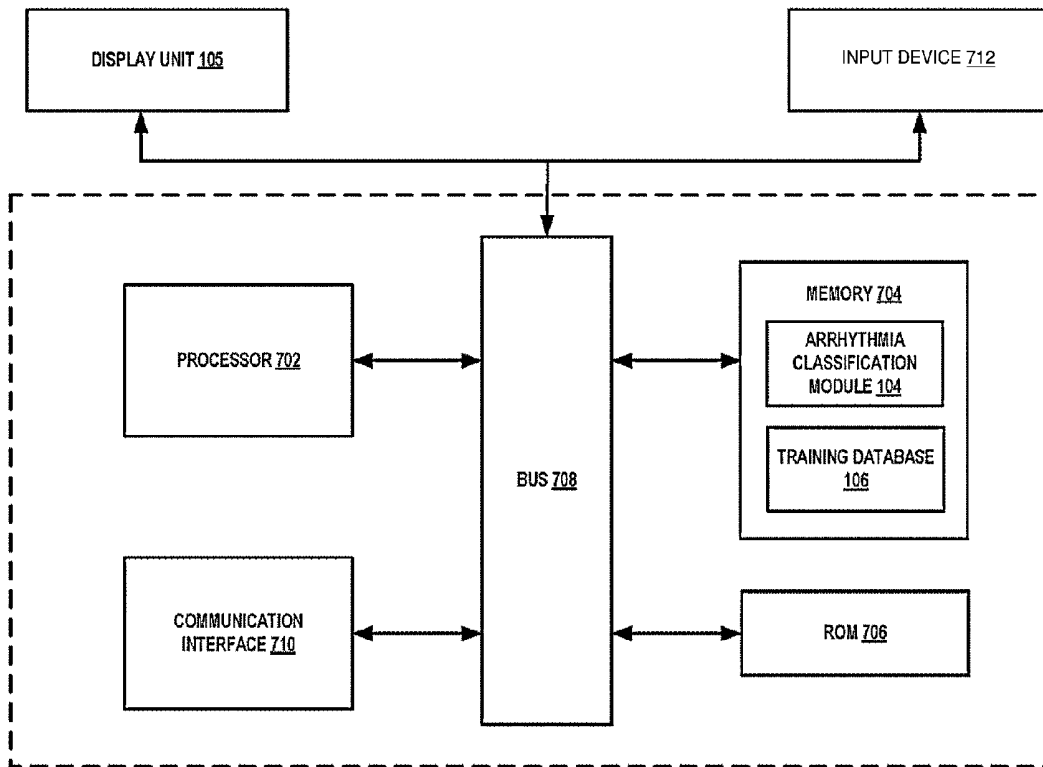 DISPLAY UNIT 105
INPUT DEVICE 712
PROCESSOR 702
COMMUNICATION
INTERFACE 710
BUS 708
MEMORY 704
ARRHYTHMIA
CLASSIFICATION
MODULE 104
TRAINING DATABASE
106
ROM 706